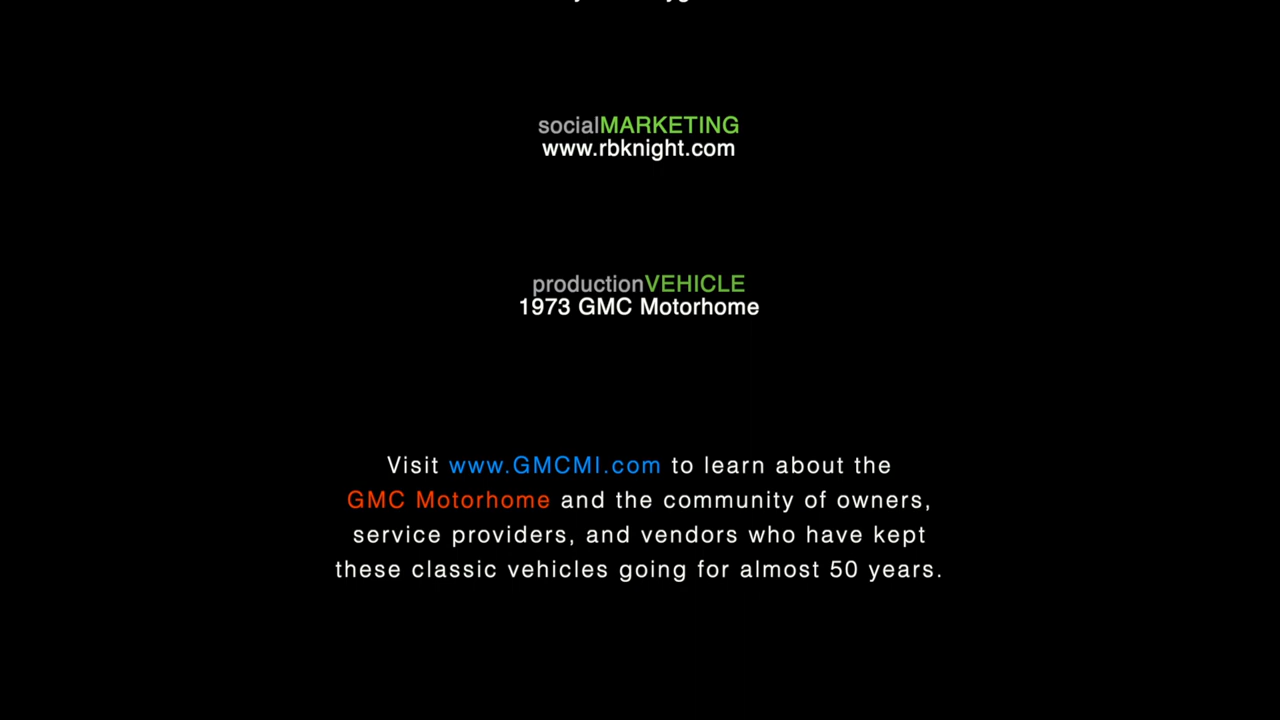 socialMARKETING
www.rbknight.com
productionVEHICLE
1973 GMC Motorhome
Visit www.GMCMI.com to learn about the
GMC Motorhome and the community of owners,
service providers, and vendors who have kept
these classic vehicles going for almost 50 years.